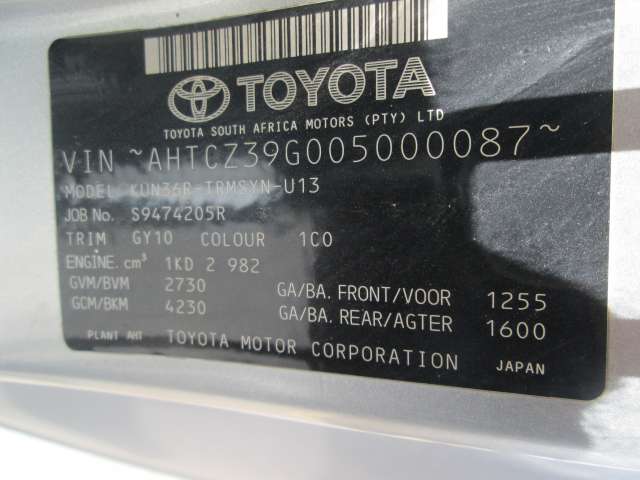 TOYOTA
TOYOTA SOUTH AFRICA MOTORS (PTY) LTD
VIN ~AHTCZ39G005000087~
MODEL KUN36R-TRMSYN-U13
JOB No. S9474205R
TRIM GY10 COLOUR 1C0
ENGINE. cm³ 1KD 2 982
GVM/BVM 2730 GA/BA. FRONT/VOOR 1255
GCM/BKM 4230 GA/BA. REAR/AGTER 1600
PLANT AHT TOYOTA MOTOR CORPORATION JAPAN